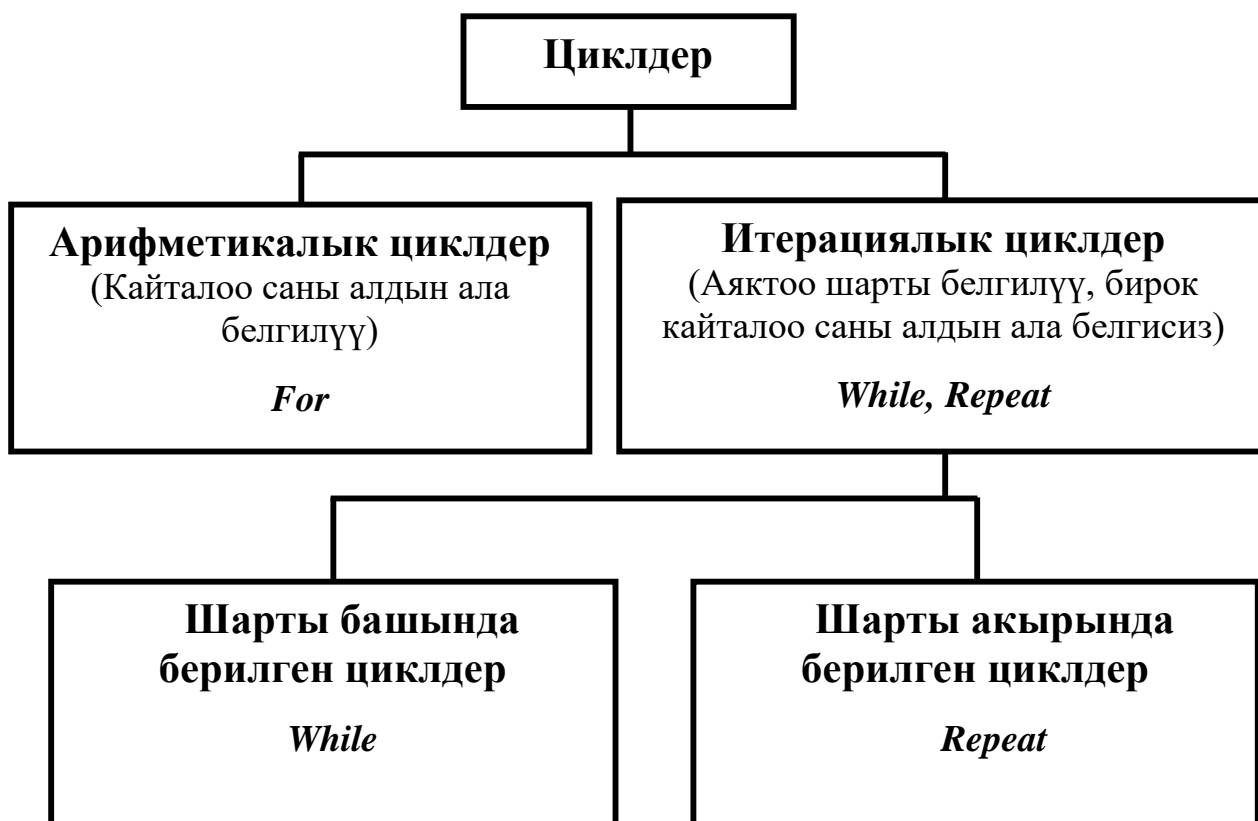 Циклдер
Арифметикалык циклдер
(Кайталоо саны алдын ала
белгилүү)
For
Итерациялык циклдер
(Аяктоо шарты белгилүү, бирок
кайталоо саны алдын ала белгисиз)
While, Repeat
Шарты башында
берилген циклдер
While
Шарты акырында
берилген циклдер
Repeat